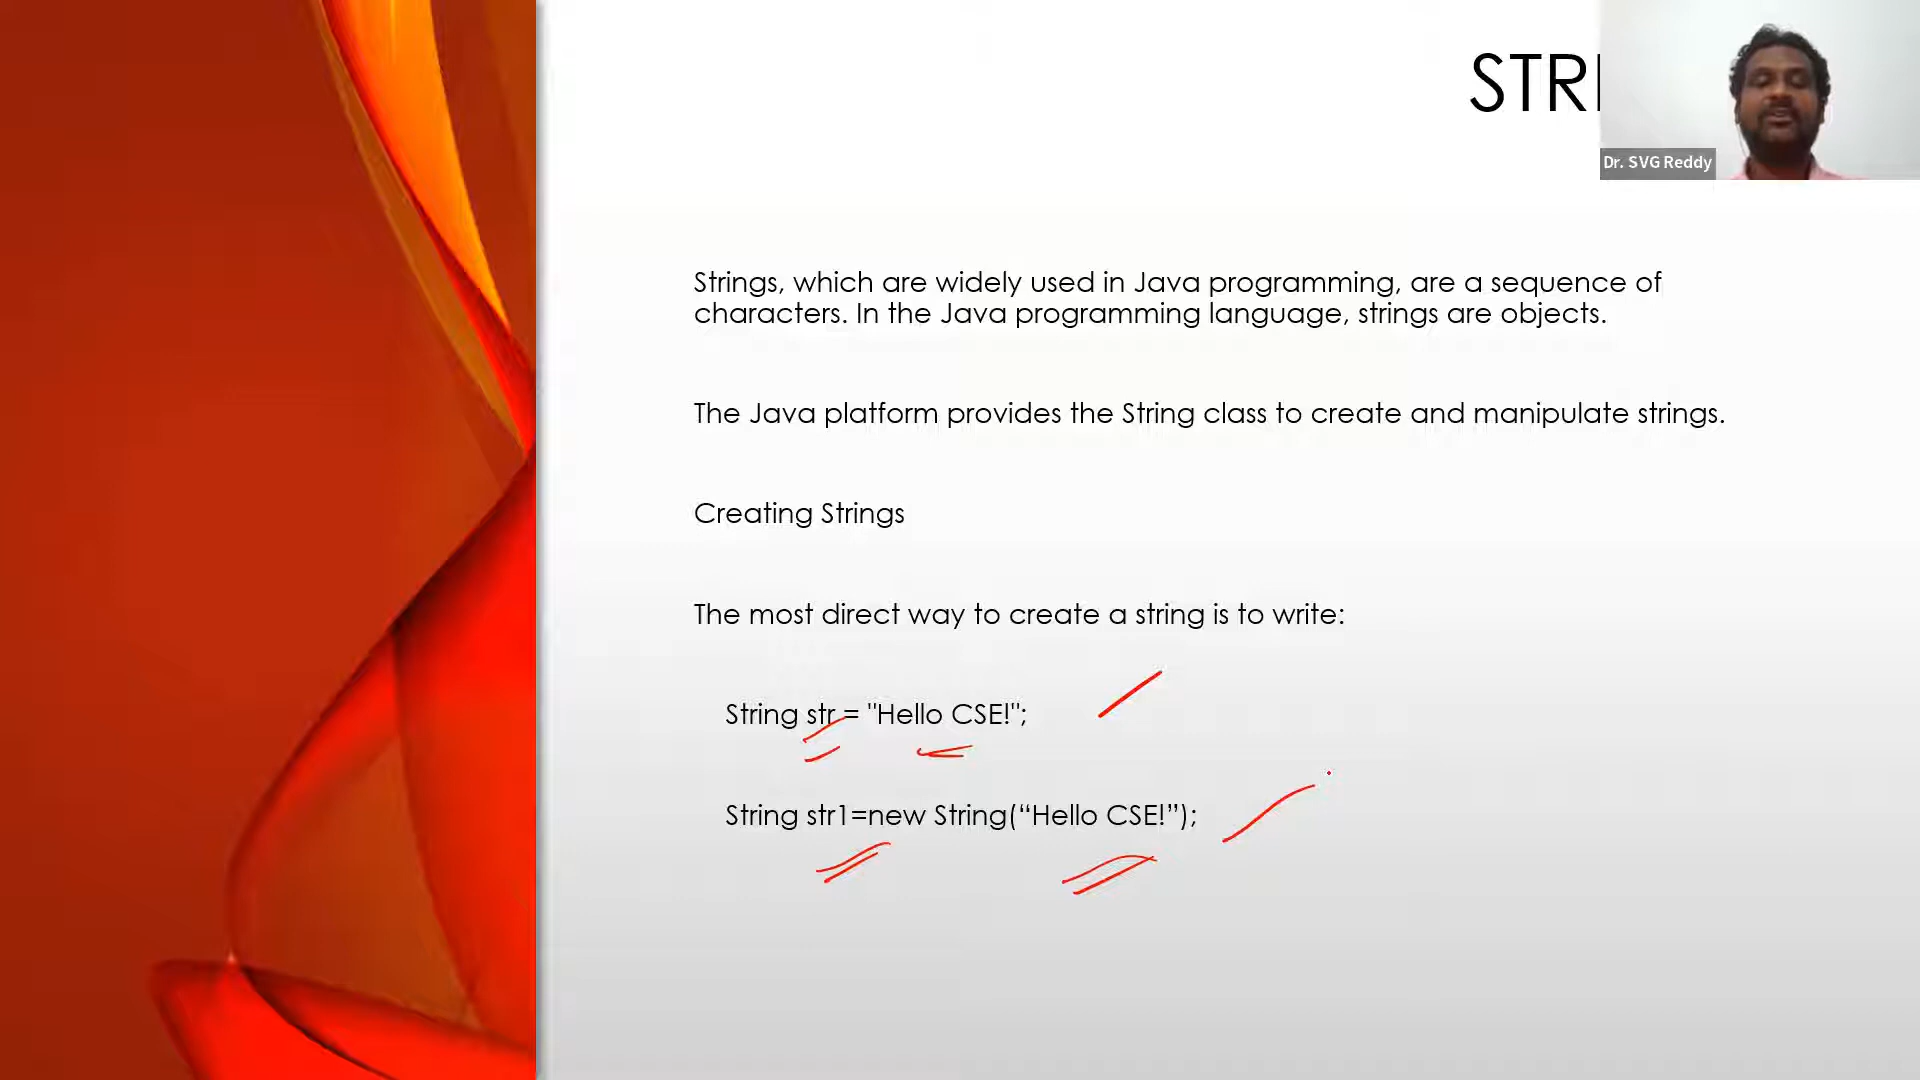 STRI
Dr. SVG Reddy
Strings, which are widely used in Java programming, are a sequence of
characters. In the Java programming language, strings are objects.
The Java platform provides the String class to create and manipulate strings.
Creating Strings
The most direct way to create a string is to write:
String str = "Hello CSE!";
String str1=new String(“Hello CSE!”);